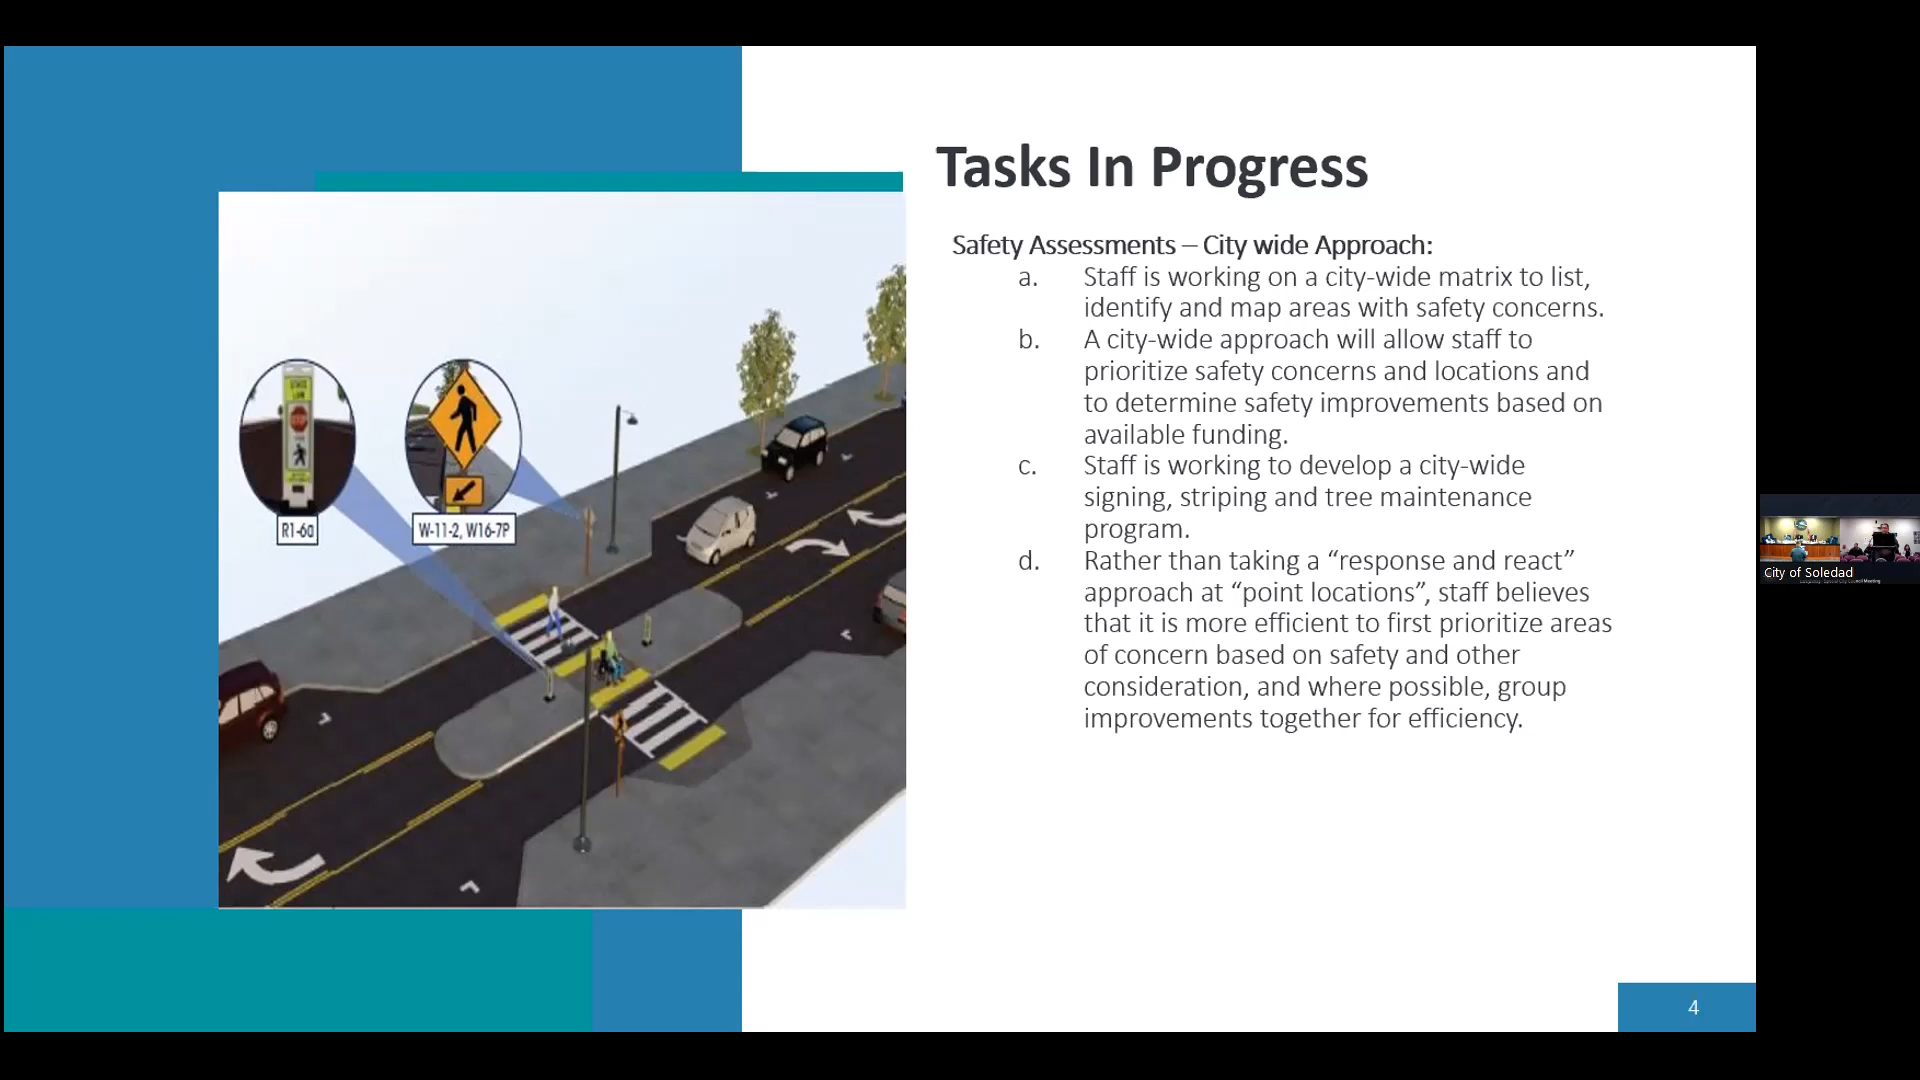 Tasks In Progress
Safety Assessments – City wide Approach:
a. Staff is working on a city-wide matrix to list,
identify and map areas with safety concerns.
b. A city-wide approach will allow staff to
prioritize safety concerns and locations and
to determine safety improvements based on
available funding.
c. Staff is working to develop a city-wide
signing, striping and tree maintenance
program.
d. Rather than taking a “response and react”
approach at “point locations”, staff believes
that it is more efficient to first prioritize areas
of concern based on safety and other
consideration, and where possible, group
improvements together for efficiency.
STATE
LAW
R1-6a
W-11-2, W16-7P
City of Soledad
4